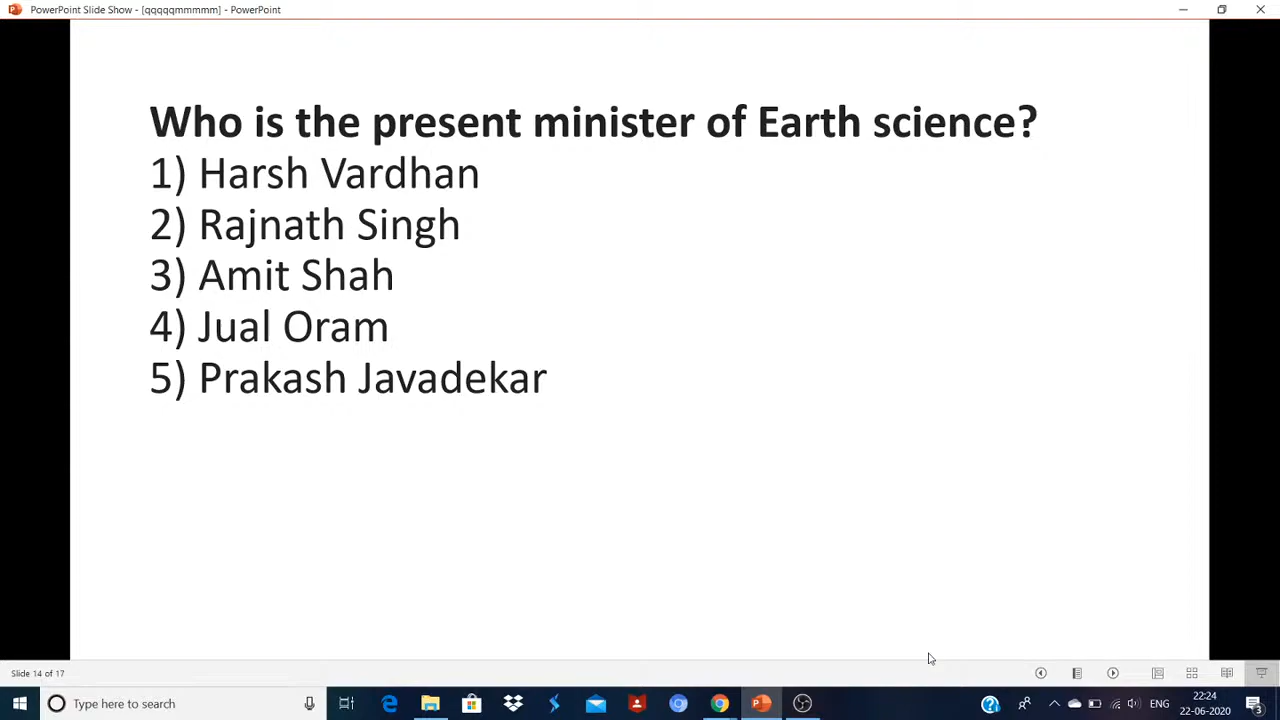 PowerPoint Slide Show - [qqqqqmmmmm] - PowerPoint
Who is the present minister of Earth science?
1) Harsh Vardhan
2) Rajnath Singh
3) Amit Shah
4) Jual Oram
5) Prakash Javadekar
Slide 14 of 17
Type here to search
ENG
22:24
22-06-2020
3